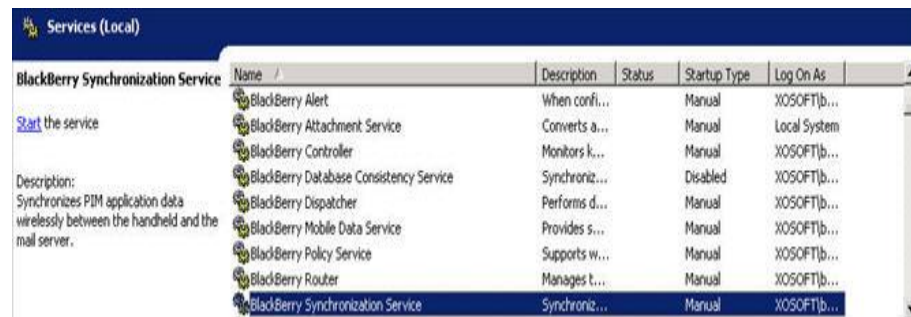 Services (Local)
BlackBerry Synchronization Service
Start the service
Description:
Synchronizes PIM application data
wirelessly between the handheld and the
mail server.
Name Description Status Startup Type Log On As
BlackBerry Alert When confi... Manual XOSOFT\b...
BlackBerry Attachment Service Converts a... Manual Local System
BlackBerry Controller Monitors k... Manual XOSOFT\b...
BlackBerry Database Consistency Service Synchroniz... Disabled XOSOFT\b...
BlackBerry Dispatcher Performs d... Manual XOSOFT\b...
BlackBerry Mobile Data Service Provides s... Manual XOSOFT\b...
BlackBerry Policy Service Supports w... Manual XOSOFT\b...
BlackBerry Router Manages t... Manual XOSOFT\b...
BlackBerry Synchronization Service Synchroniz... Manual XOSOFT\b...